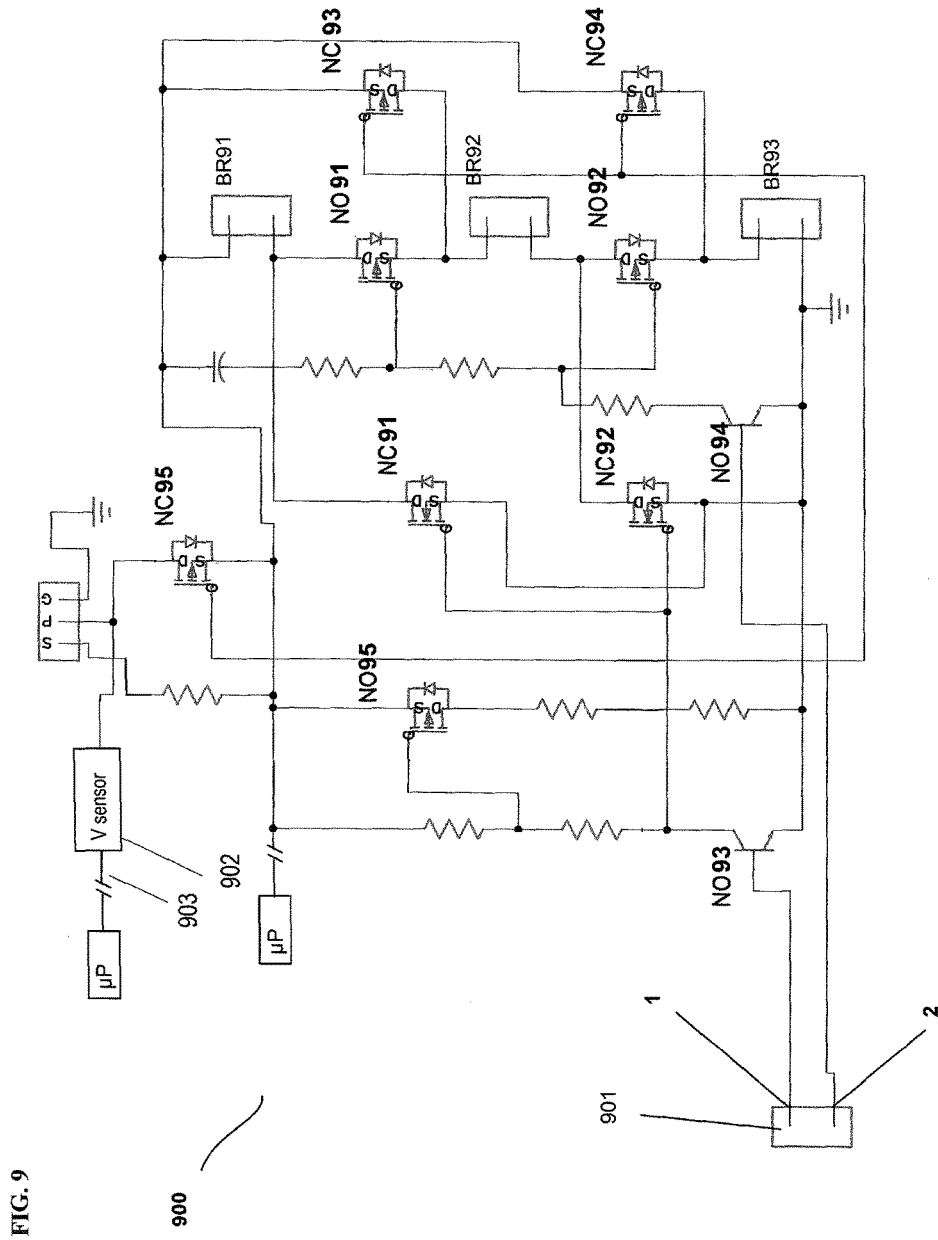 FIG. 9
900
NC93
NC94
BR91
NO91
BR92
NO92
BR93
NC91
NC92
NO94
NC95
NO95
NO93
S P G
V sensor
902
903
µP
µP
901
1
2
D
S
G
D
S
G
D
S
G
D
S
G
D
S
G
D
S
G
D
S
G
D
S
G